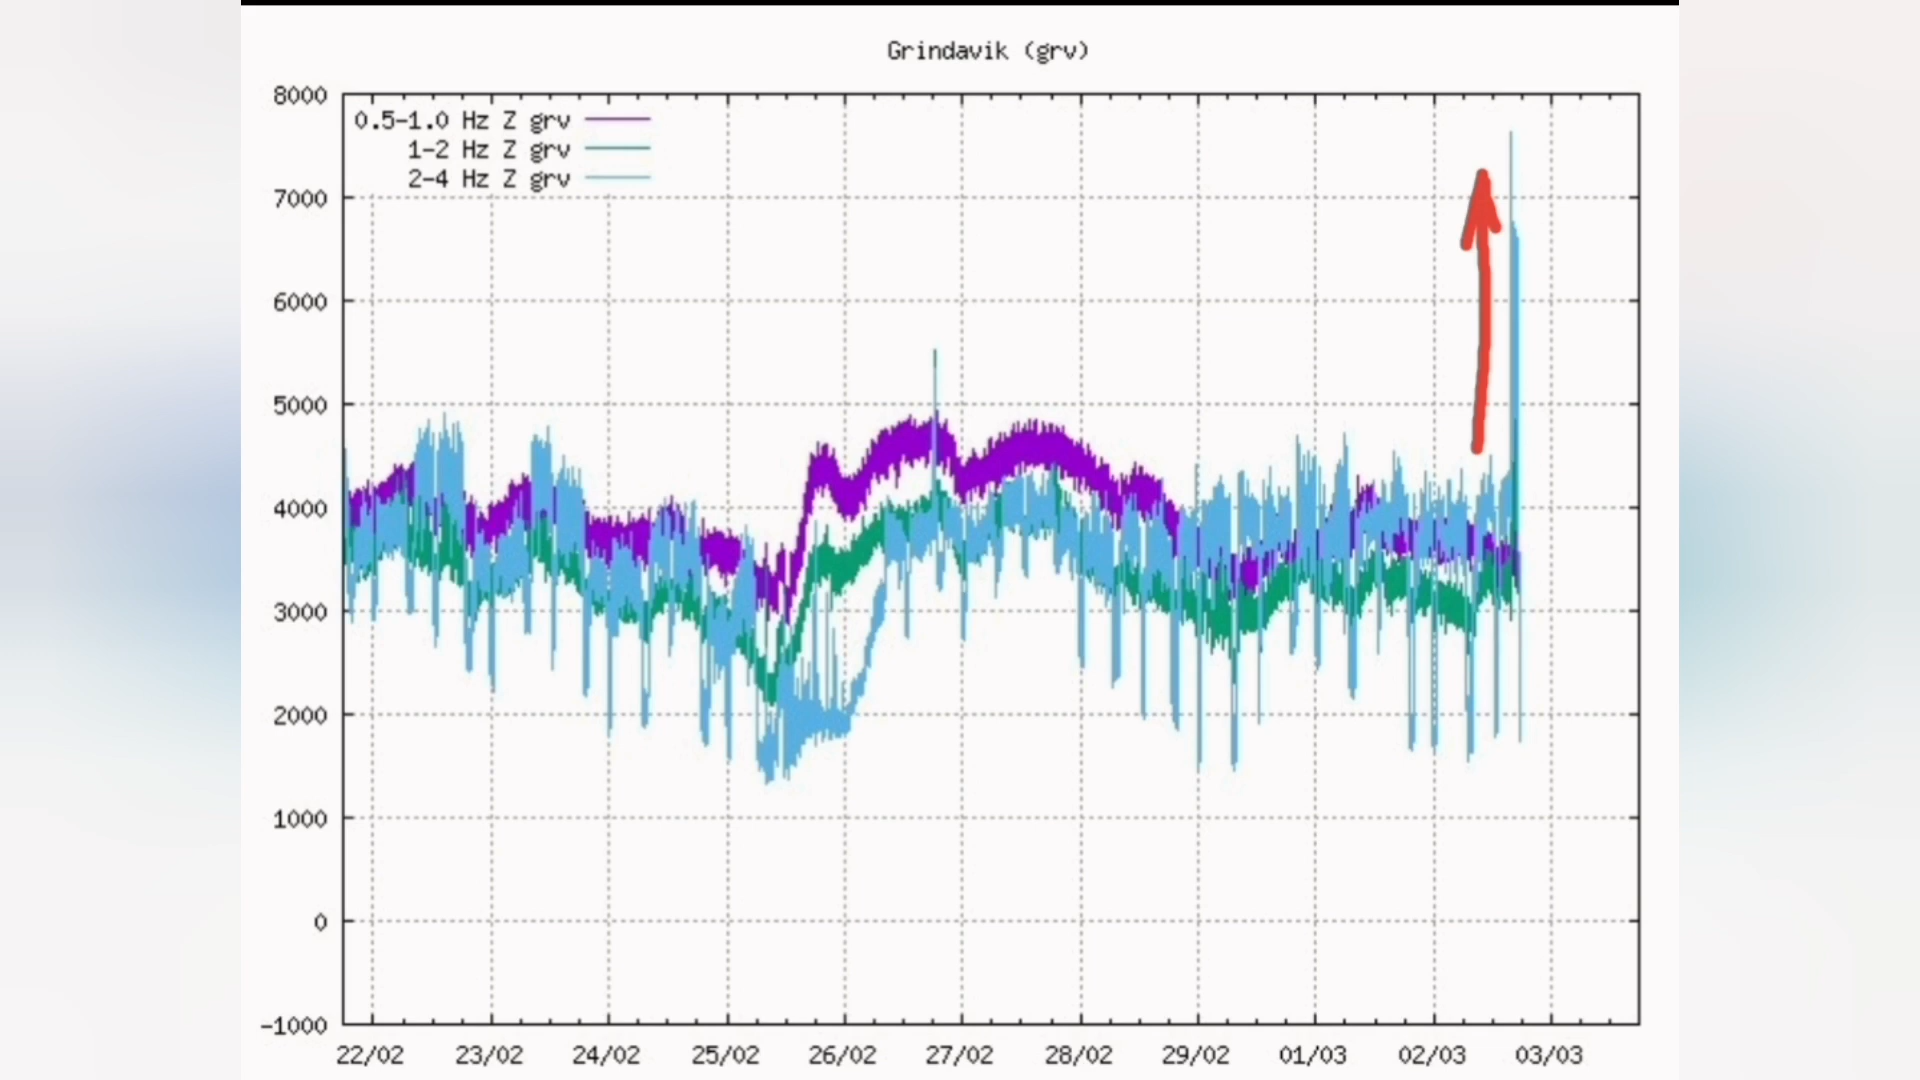 Grindavik (grv)
0.5-1.0 Hz Z grv
1-2 Hz Z grv
2-4 Hz Z grv
8000
7000
6000
5000
4000
3000
2000
1000
0
-1000
22/02 23/02 24/02 25/02 26/02 27/02 28/02 29/02 01/03 02/03 03/03